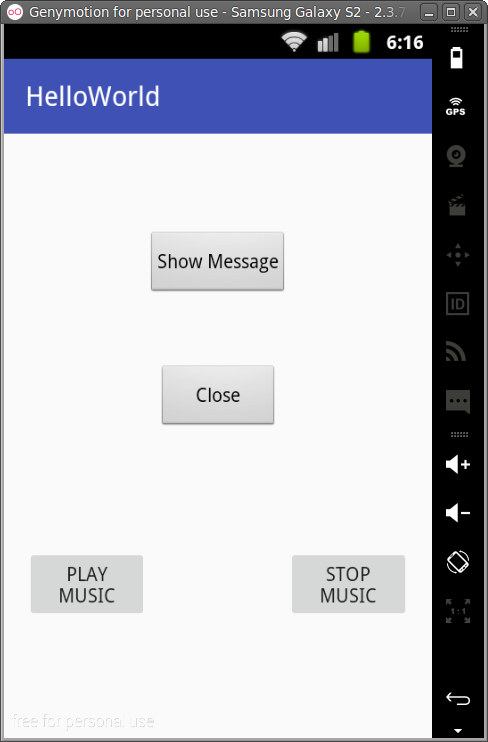 Genymotion for personal use - Samsung Galaxy S2 - 2.3.7
6:16
GPS
HelloWorld
ID
Show Message
Close
1:1
PLAY
MUSIC
STOP
MUSIC
free for personal use